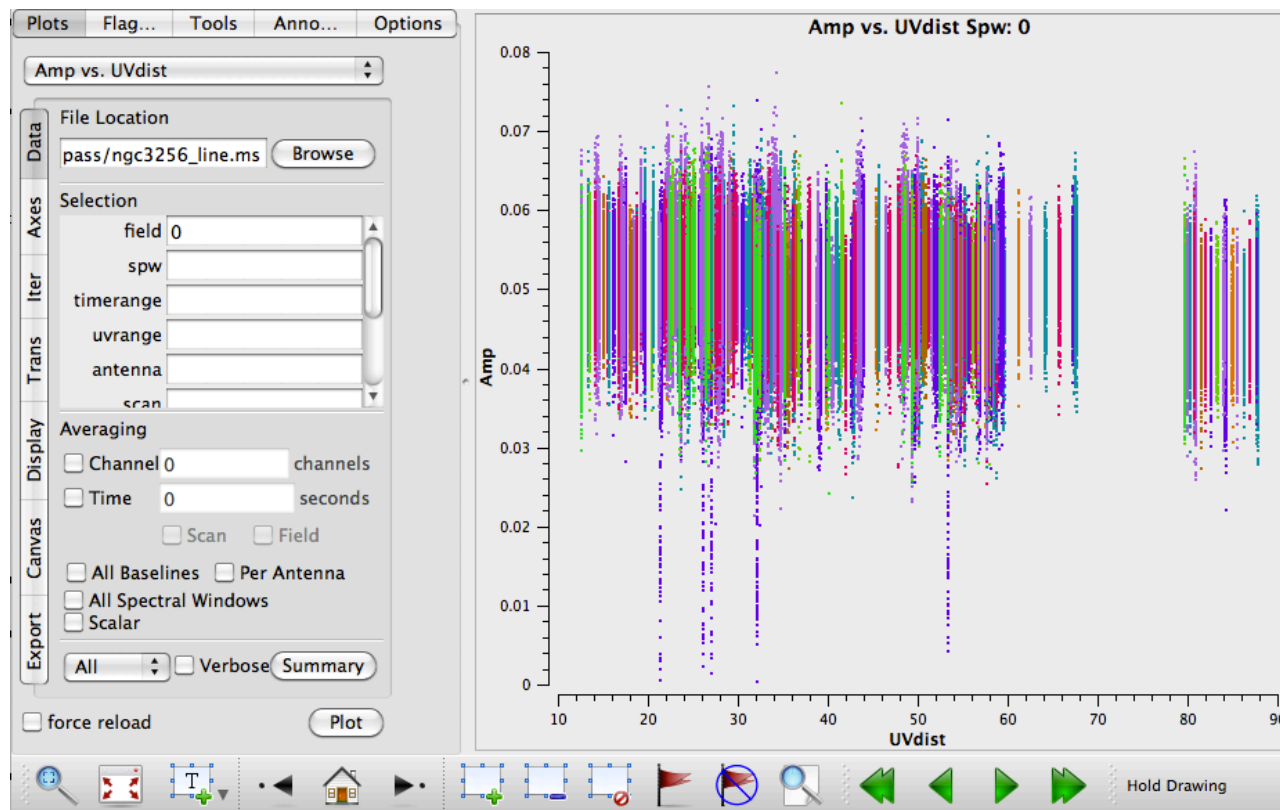 Plots Flag... Tools Anno... Options
Amp vs. UVdist
Data
Axes
Iter
Trans
Display
Canvas
Export
File Location
pass/ngc3256_line.ms Browse
Selection
field 0
spw
timerange
uvrange
antenna
scan
Averaging
Channel 0 channels
Time 0 seconds
Scan Field
All Baselines Per Antenna
All Spectral Windows
Scalar
All Verbose Summary
force reload Plot
Amp vs. UVdist Spw: 0
0.08
0.07
0.06
0.05
0.04
0.03
0.02
0.01
0
Amp
10 20 30 40 50 60 70 80 90
UVdist
T
Hold Drawing